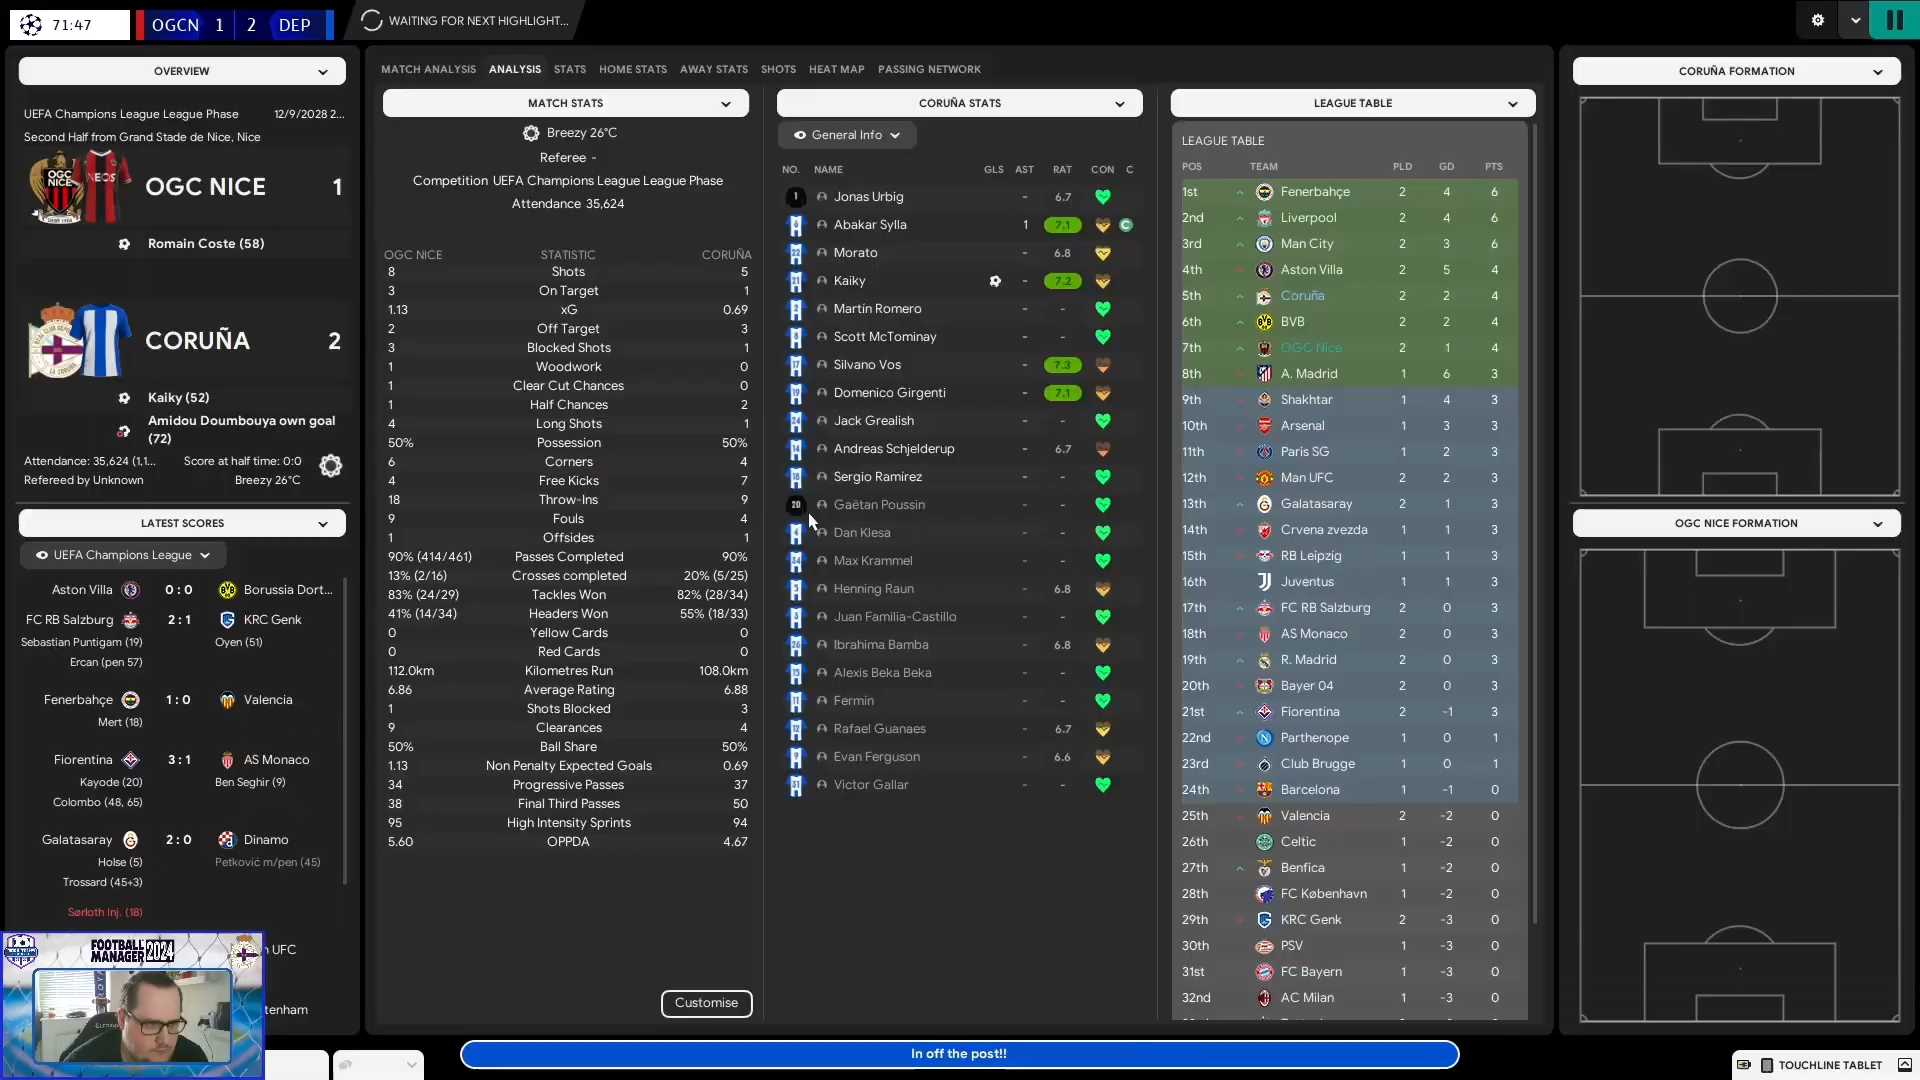 71:47 OGCN 1 2 DEP WAITING FOR NEXT HIGHLIGHT...
OVERVIEW
UEFA Champions League League Phase 12/9/2028 2...
Second Half from Grand Stade de Nice, Nice
OGC NICE 1
Romain Coste (58)
CORUÑA 2
Kaiky (52)
Amidou Doumbouya own goal
(72)
Attendance: 35,624 (1,1... Score at half time: 0:0
Refereed by Unknown Breezy 26°C
LATEST SCORES
UEFA Champions League
Aston Villa 0 : 0 Borussia Dort...
FC RB Salzburg 2 : 1 KRC Genk
Sebastian Puntigam (19) Oyen (51)
Ercan (pen 57)
Fenerbahçe 1 : 0 Valencia
Mert (18)
Fiorentina 3 : 1 AS Monaco
Kayode (20) Ben Seghir (9)
Colombo (48, 65)
Galatasaray 2 : 0 Dinamo
Holse (5) Petković m/pen (45)
Trossard (45+3)
Sørloth Inj. (18)
UFC
tenham
FOOTBALL
MANAGER 2024
MATCH ANALYSIS ANALYSIS STATS HOME STATS AWAY STATS SHOTS HEAT MAP PASSING NETWORK
MATCH STATS
Breezy 26°C
Referee -
Competition UEFA Champions League League Phase
Attendance 35,624
OGC NICE STATISTIC CORUÑA
8 Shots 5
3 On Target 1
1.13 xG 0.69
2 Off Target 3
3 Blocked Shots 1
1 Woodwork 0
1 Clear Cut Chances 0
1 Half Chances 2
4 Long Shots 1
50% Possession 50%
6 Corners 4
4 Free Kicks 7
18 Throw-Ins 9
9 Fouls 4
1 Offsides 1
90% (414/461) Passes Completed 90%
13% (2/16) Crosses completed 20% (5/25)
83% (24/29) Tackles Won 82% (28/34)
41% (14/34) Headers Won 55% (18/33)
0 Yellow Cards 0
0 Red Cards 0
112.0km Kilometres Run 108.0km
6.86 Average Rating 6.88
1 Shots Blocked 3
9 Clearances 4
50% Ball Share 50%
1.13 Non Penalty Expected Goals 0.69
34 Progressive Passes 37
38 Final Third Passes 50
95 High Intensity Sprints 94
5.60 OPPDA 4.67
Customise
CORUÑA STATS
General Info
NO. NAME GLS AST RAT CON C
1 Jonas Urbig - 6.7
6 Abakar Sylla 1 7.1 C
22 Morato - 6.8
21 Kaiky - 7.2
2 Martín Romero - -
8 Scott McTominay - -
17 Silvano Vos - 7.3
19 Domenico Girgenti - 7.1
24 Jack Grealish - -
14 Andreas Schjelderup - 6.7
16 Sergio Ramírez - -
20 Gaëtan Poussin - -
4 Dan Klesa - -
34 Max Krammel - -
5 Henning Raun - 6.8
3 Juan Familia-Castillo - -
26 Ibrahima Bamba - 6.8
15 Alexis Beka Beka - -
11 Fermín - -
12 Rafael Guanaes - 6.7
9 Evan Ferguson - 6.6
31 Víctor Gallar - -
LEAGUE TABLE
LEAGUE TABLE
POS TEAM PLD GD PTS
1st Fenerbahçe 2 4 6
2nd Liverpool 2 4 6
3rd Man City 2 3 6
4th Aston Villa 2 5 4
5th Coruña 2 2 4
6th BVB 2 2 4
7th OGC Nice 2 1 4
8th A. Madrid 1 6 3
9th Shakhtar 1 4 3
10th Arsenal 1 3 3
11th Paris SG 1 2 3
12th Man UFC 2 2 3
13th Galatasaray 2 1 3
14th Crvena zvezda 1 1 3
15th RB Leipzig 1 1 3
16th Juventus 1 1 3
17th FC RB Salzburg 2 0 3
18th AS Monaco 2 0 3
19th R. Madrid 2 0 3
20th Bayer 04 2 0 3
21st Fiorentina 2 -1 3
22nd Parthenope 1 0 1
23rd Club Brugge 1 0 1
24th Barcelona 1 -1 0
25th Valencia 2 -2 0
26th Celtic 1 -2 0
27th Benfica 1 -2 0
28th FC København 1 -2 0
29th KRC Genk 2 -3 0
30th PSV 1 -3 0
31st FC Bayern 1 -3 0
32nd AC Milan 1 -3 0
CORUÑA FORMATION
OGC NICE FORMATION
In off the post!!
TOUCHLINE TABLET